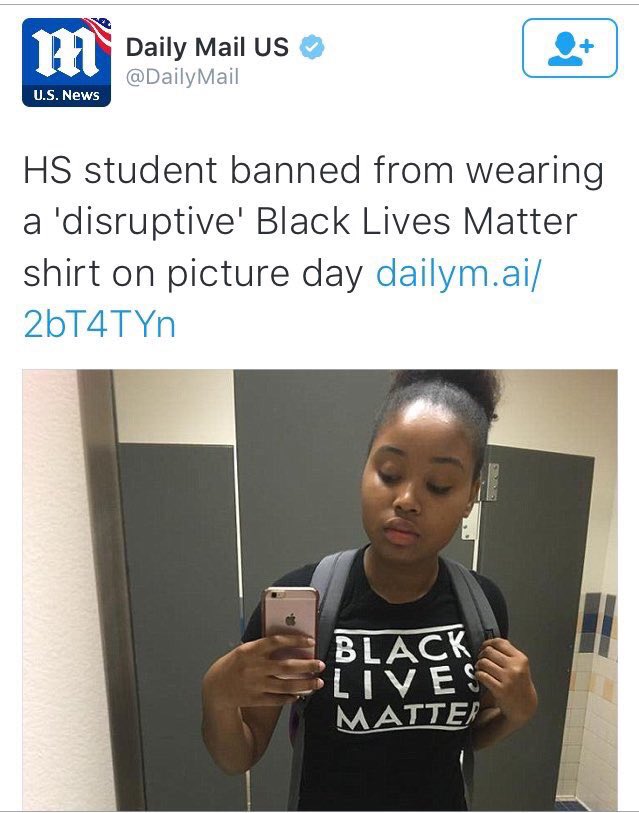 Daily Mail US
@DailyMail
U.S. News
HS student banned from wearing
a 'disruptive' Black Lives Matter
shirt on picture day dailym.ai/
2bT4TYn
BLACK
LIVES
MATTER